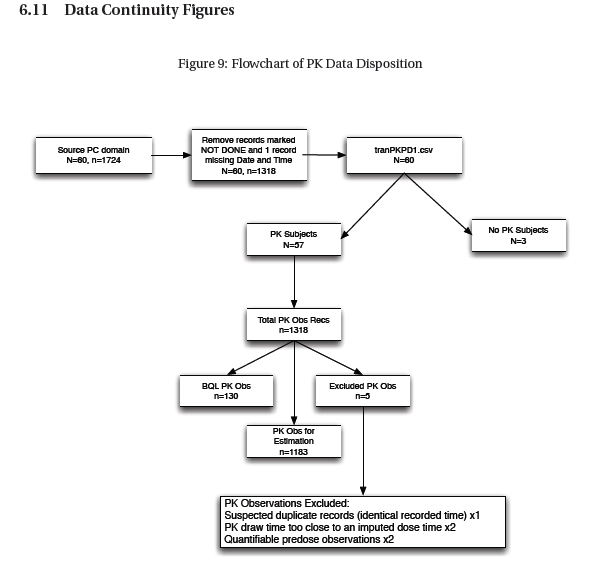 6.11 Data Continuity Figures
Figure 9: Flowchart of PK Data Disposition
Source PC domain
N=60, n=1724
Remove records marked
NOT DONE and 1 record
missing Date and Time
N=60, n=1318
tranPKPD1.csv
N=60
PK Subjects
N=57
No PK Subjects
N=3
Total PK Obs Recs
n=1318
BQL PK Obs
n=130
Excluded PK Obs
n=5
PK Obs for
Estimation
n=1183
PK Observations Excluded:
Suspected duplicate records (identical recorded time) x1
PK draw time too close to an imputed dose time x2
Quantifiable predose observations x2